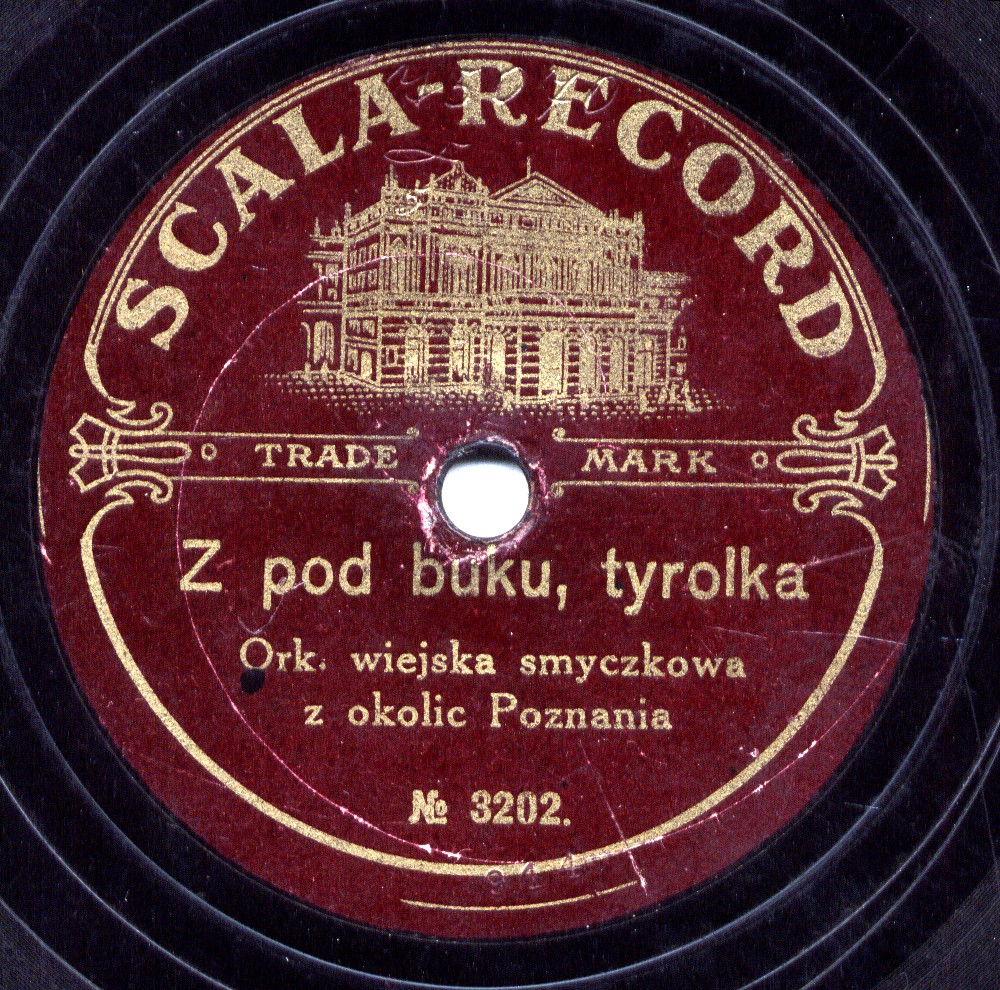 SCALA-RECORD
TRADE MARK
Z pod buku, tyrolka
Ork. wiejska smyczkowa
z okolic Poznania
№ 3202.